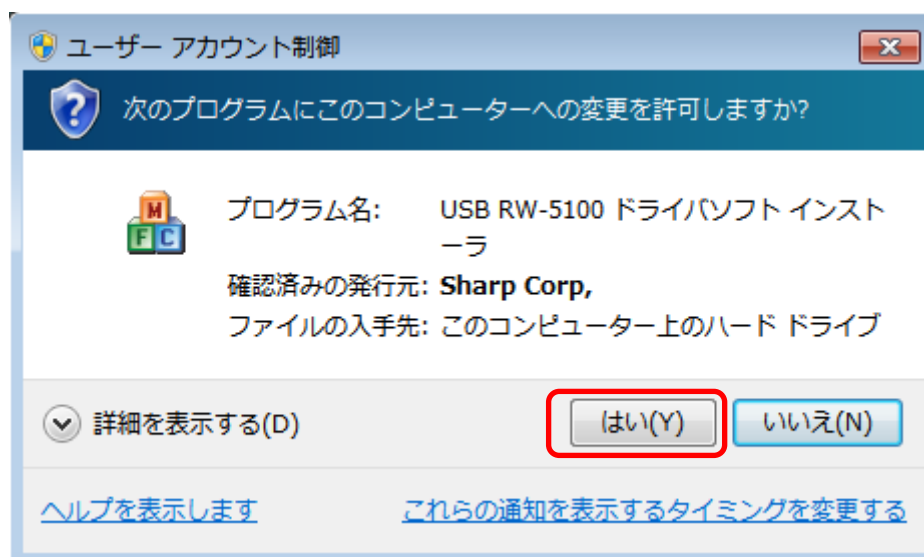 ユーザー アカウント制御
次のプログラムにこのコンピューターへの変更を許可しますか?
M
F C
プログラム名: USB RW-5100 ドライバソフト インスト
ーラ
確認済みの発行元: Sharp Corp,
ファイルの入手先: このコンピューター上のハード ドライブ
詳細を表示する(D) はい(Y) いいえ(N)
ヘルプを表示します これらの通知を表示するタイミングを変更する